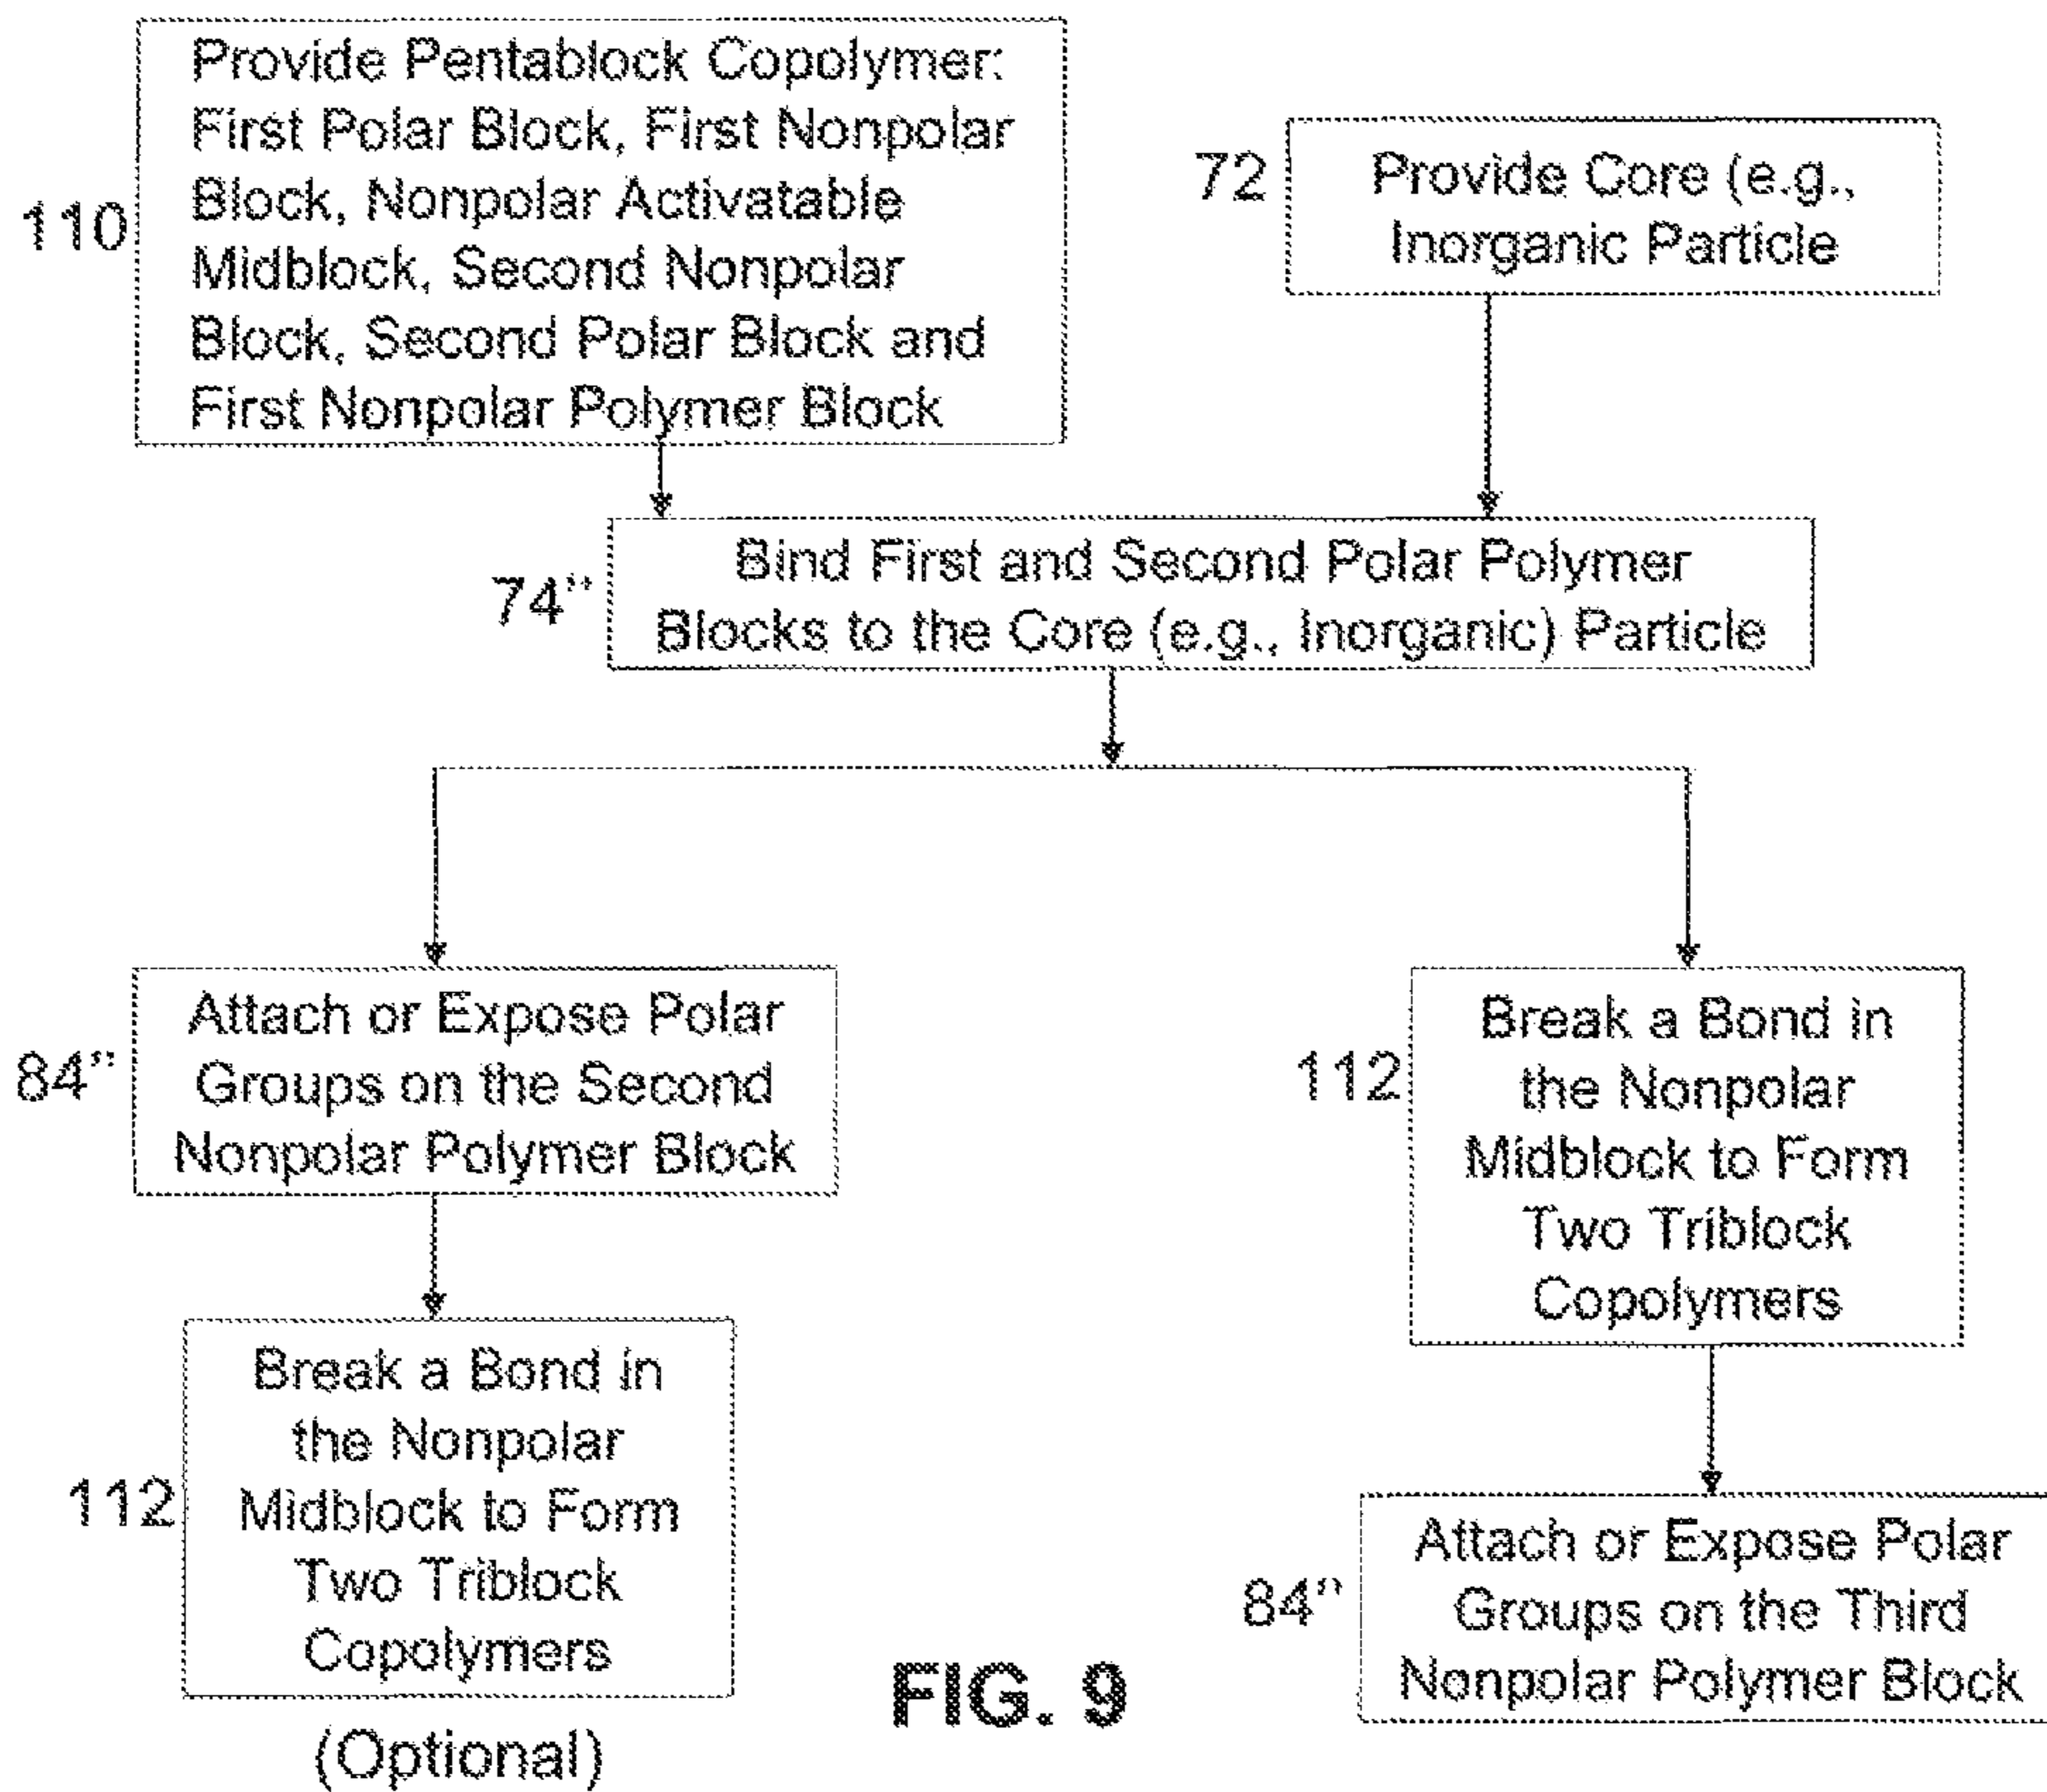 Provide Pentablock Copolymer:
First Polar Block, First Nonpolar
Block, Nonpolar Activatable
Midblock, Second Nonpolar
Block, Second Polar Block and
First Nonpolar Polymer Block
110
72
Provide Core (e.g.,
Inorganic Particle
74"
Bind First and Second Polar Polymer
Blocks to the Core (e.g., Inorganic) Particle
84"
Attach or Expose Polar
Groups on the Second
Nonpolar Polymer Block
112
Break a Bond in
the Nonpolar
Midblock to Form
Two Triblock
Copolymers
(Optional)
112
Break a Bond in
the Nonpolar
Midblock to Form
Two Triblock
Copolymers
84"
Attach or Expose Polar
Groups on the Third
Nonpolar Polymer Block
FIG. 9